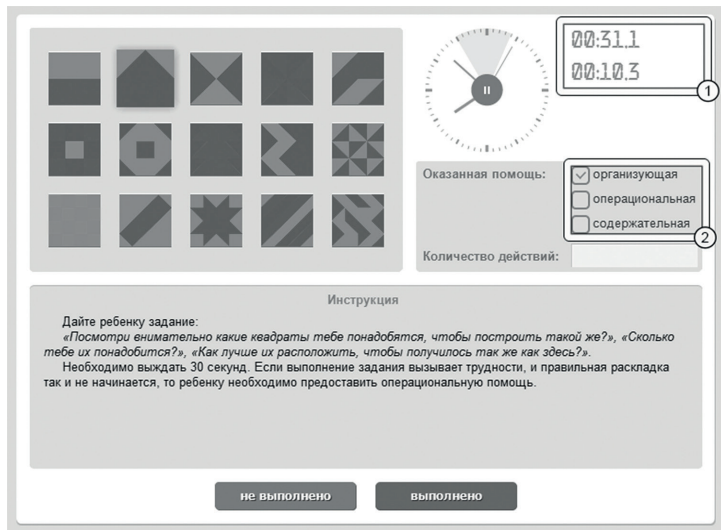 00:31.1
00:10.3
1
Оказанная помощь:
организующая
операциональная
содержательная
2
Количество действий:
Инструкция
Дайте ребенку задание:
«Посмотри внимательно какие квадраты тебе понадобятся, чтобы построить такой же?», «Сколько
тебе их понадобится?», «Как лучше их расположить, чтобы получилось так же как здесь?».
Необходимо выждать 30 секунд. Если выполнение задания вызывает трудности, и правильная раскладка
так и не начинается, то ребенку необходимо предоставить операциональную помощь.
не выполнено
выполнено